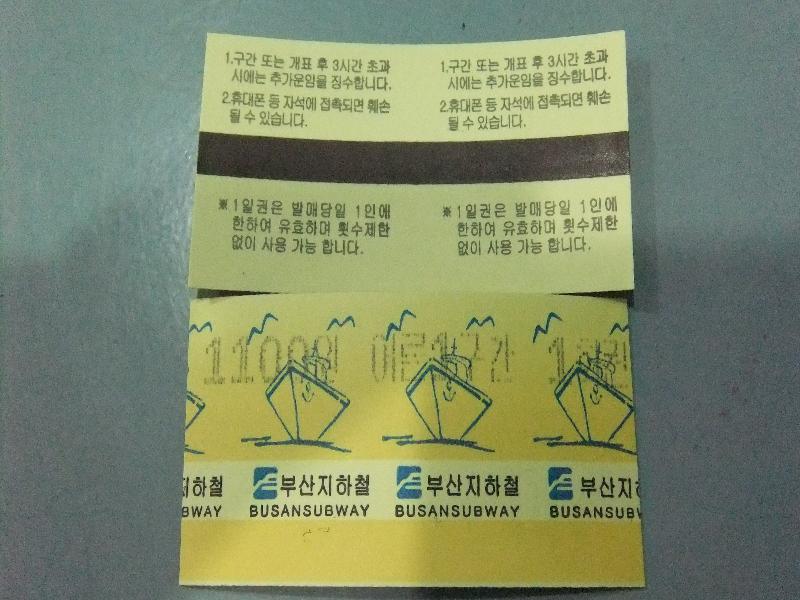 1.구간 또는 개표 후 3시간 초과
시에는 추가운임을 징수합니다.
2.휴대폰 등 자석에 접촉되면 훼손
될 수 있습니다.
1.구간 또는 개표 후 3시간 초과
시에는 추가운임을 징수합니다.
2.휴대폰 등 자석에 접촉되면 훼손
될 수 있습니다.
※1일권은 발매당일 1인에
한하여 유효하며 횟수제한
없이 사용 가능 합니다.
※1일권은 발매당일 1인에
한하여 유효하며 횟수제한
없이 사용 가능 합니다.
1100원 어른1구간
지하철 부산지하철 부산지하철 부산지
SUBWAY BUSANSUBWAY BUSANSUBWAY BUSANSUBW